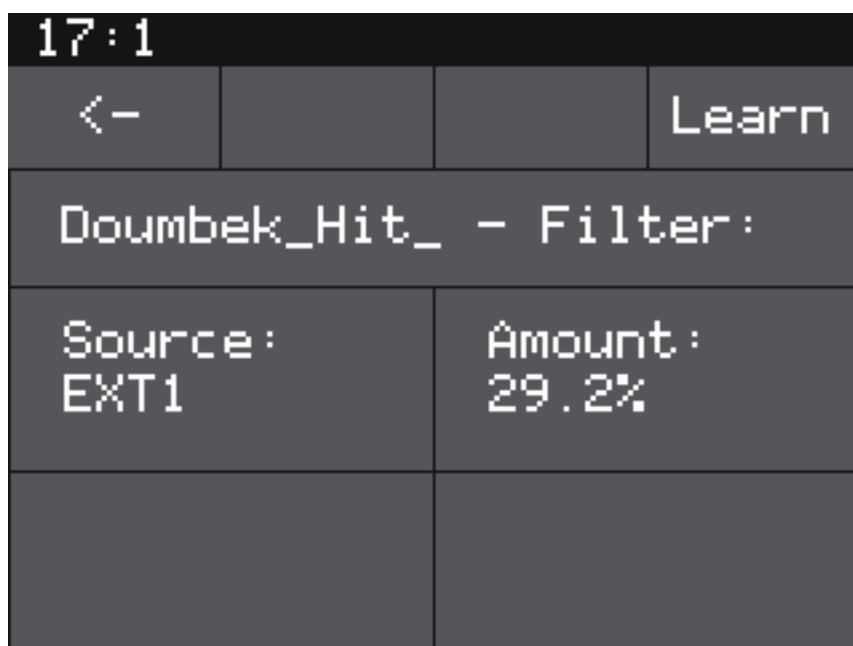 17:1
<- Learn
Doumbek_Hit_ - Filter:
Source: Amount:
EXT1 29.2%